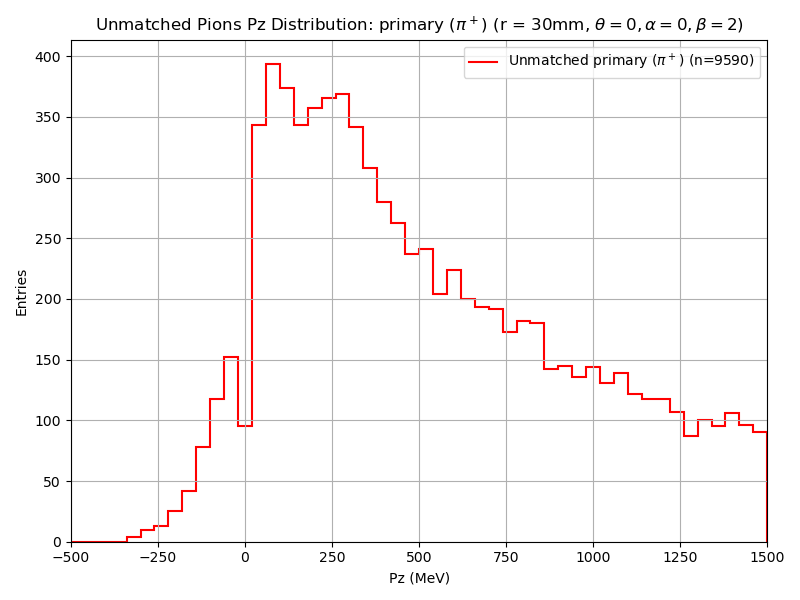 Unmatched Pions Pz Distribution: primary (π⁺) (r = 30mm, θ = 0, α = 0, β = 2)
Unmatched primary (π⁺) (n=9590)
Entries
400
350
300
250
200
150
100
50
0
−500 −250 0 250 500 750 1000 1250 1500
Pz (MeV)